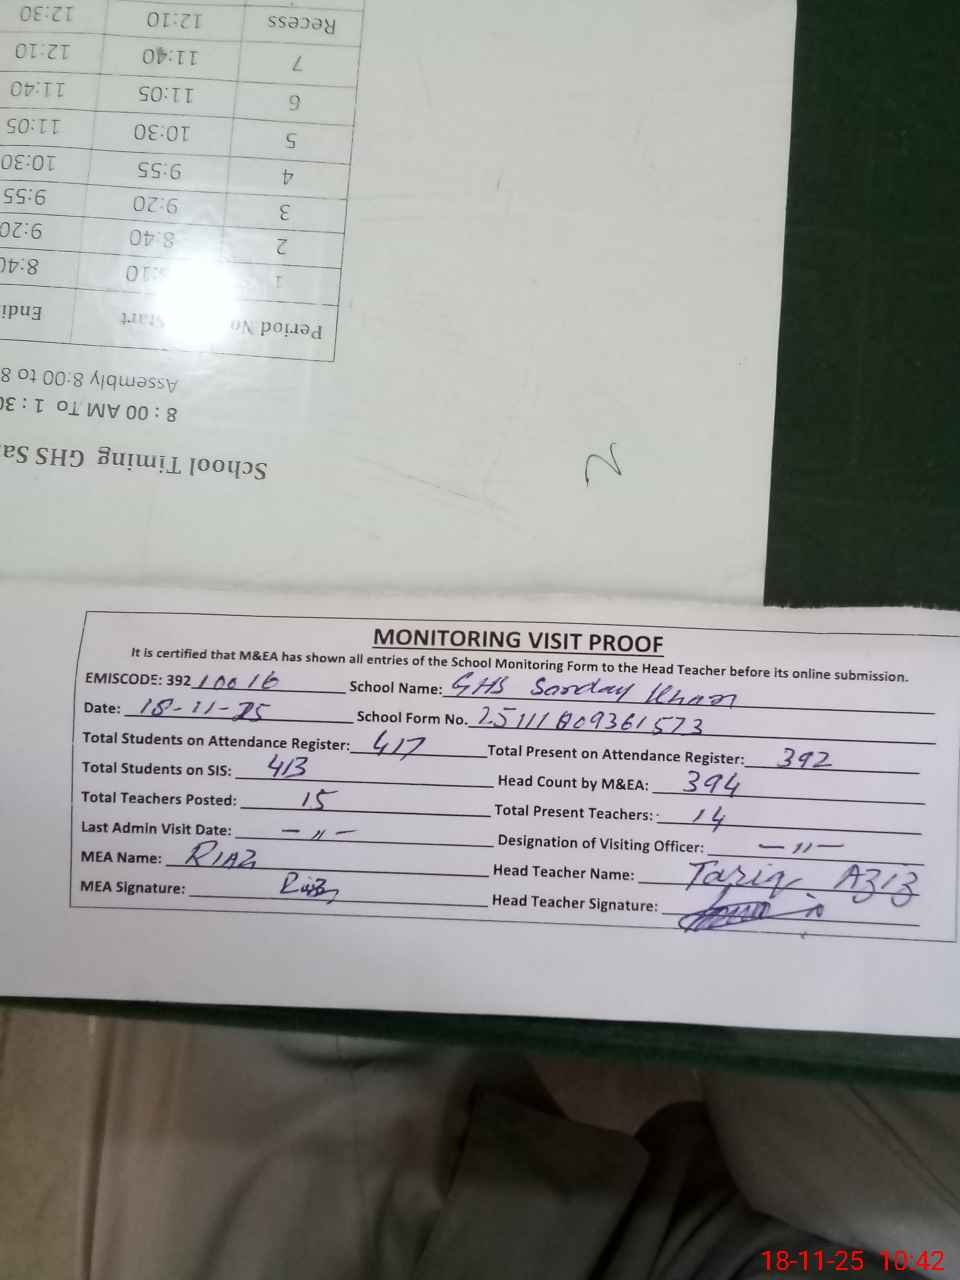 MONITORING VISIT PROOF
It is certified that M&EA has shown all entries of the School Monitoring Form to the Head Teacher before its online submission.
EMISCODE: 392 10016 School Name: GHS Sarday Khan
Date: 18-11-25 School Form No.
Total Students on Attendance Register: 417 Total Present on Attendance Register: 392
Total Students on SIS: 413 Head Count by M&EA: 394
Total Teachers Posted: 15 Total Present Teachers: 14
Last Admin Visit Date: — 〃 — Designation of Visiting Officer: — 〃 —
MEA Name: RIAZ Head Teacher Name: Tariq Aziz
MEA Signature: Riaz Head Teacher Signature:
School Timing GHS Sa
8 : 00 AM To 1 : 30
Assembly 8:00 to 8
Period No Start Endi
1 :10 8:40
2 8:40 9:20
3 9:20 9:55
4 9:55 10:30
5 10:30 11:05
6 11:05 11:40
7 11:40 12:10
Recess 12:10 12:30
18-11-25 10:42